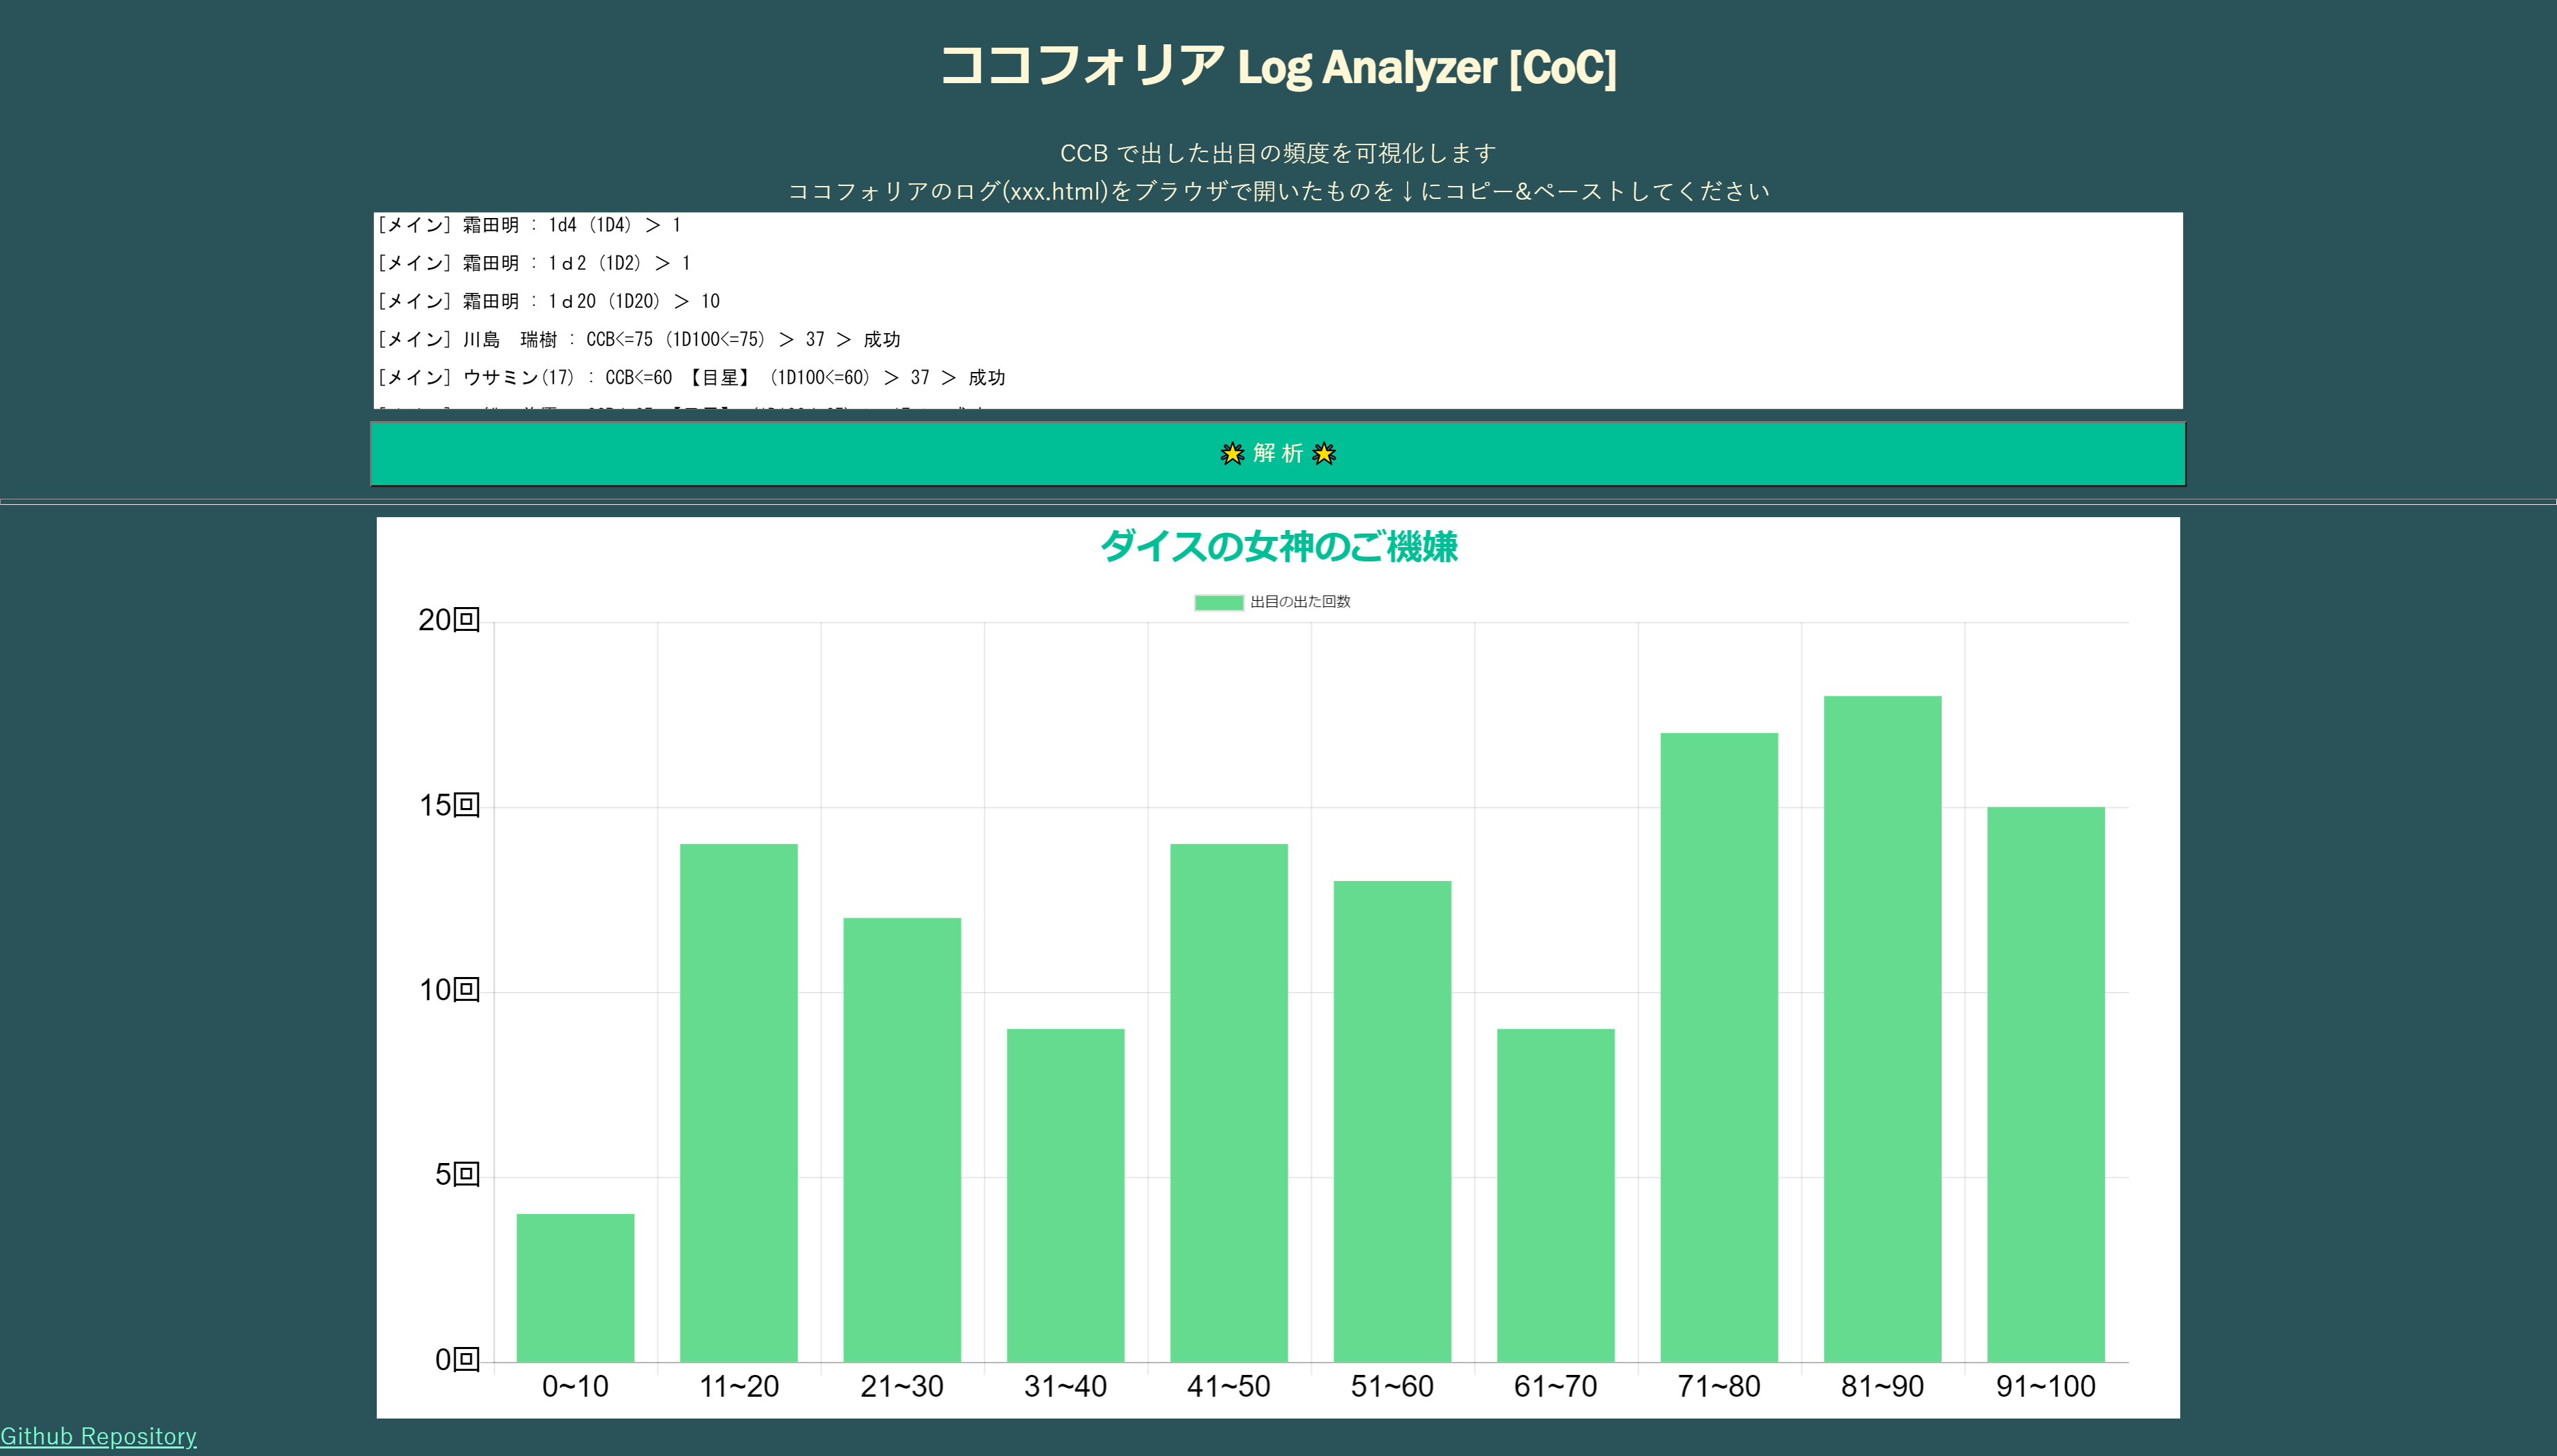 ココフォリア Log Analyzer [CoC]
CCB で出した出目の頻度を可視化します
ココフォリアのログ(xxx.html)をブラウザで開いたものを↓にコピー&ペーストしてください
[メイン] 霜田明 : 1d4 (1D4) ＞ 1
[メイン] 霜田明 : 1ｄ2 (1D2) ＞ 1
[メイン] 霜田明 : 1ｄ20 (1D20) ＞ 10
[メイン] 川島　瑞樹 : CCB<=75 (1D100<=75) ＞ 37 ＞ 成功
[メイン] ウサミン(17) : CCB<=60 【目星】 (1D100<=60) ＞ 37 ＞ 成功
🌟 解 析 🌟
ダイスの女神のご機嫌
出目の出た回数
20回
15回
10回
5回
0回
0~10 11~20 21~30 31~40 41~50 51~60 61~70 71~80 81~90 91~100
Github Repository